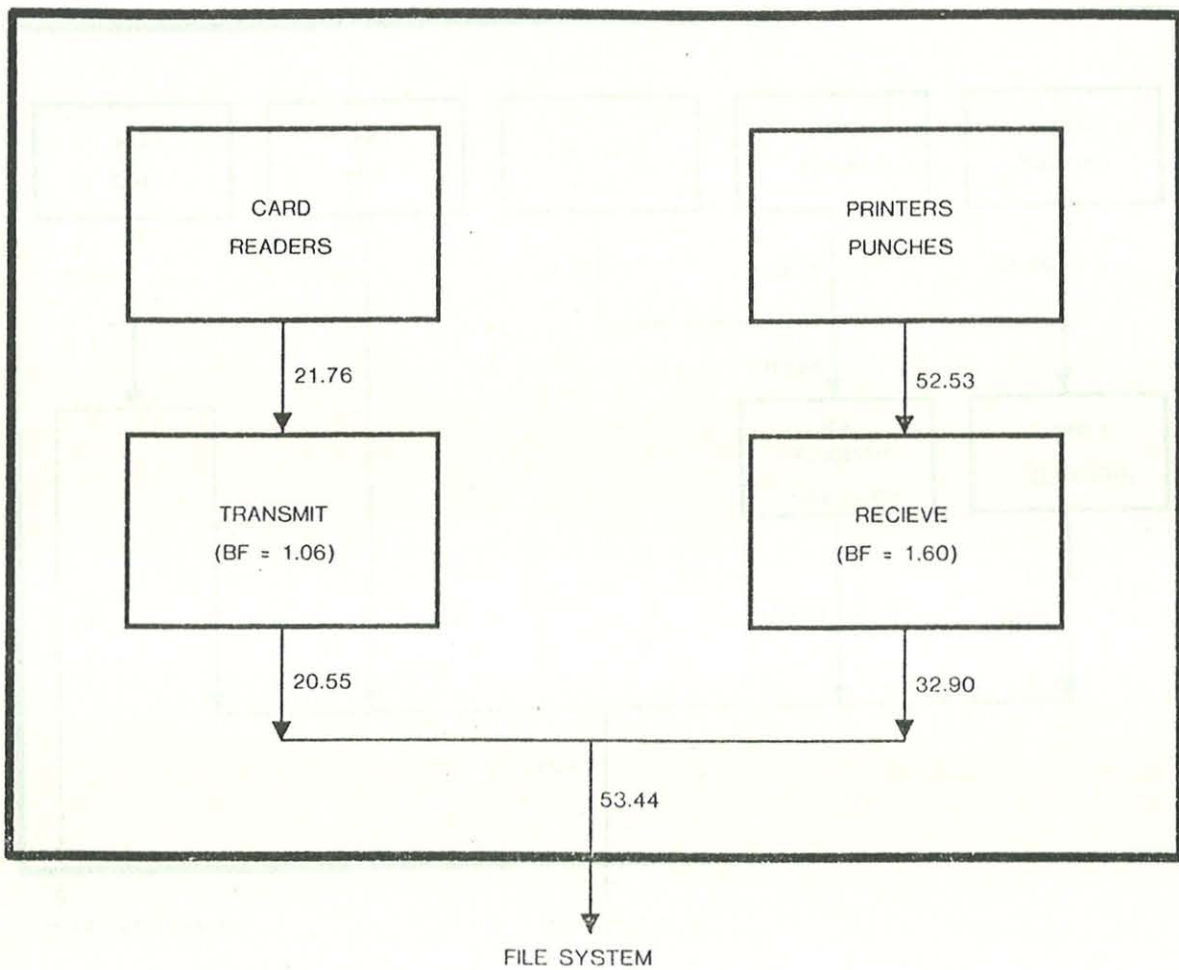 CARD
READERS
PRINTERS
PUNCHES
21.76
52.53
TRANSMIT
(BF = 1.06)
RECIEVE
(BF = 1.60)
20.55
32.90
53.44
FILE SYSTEM